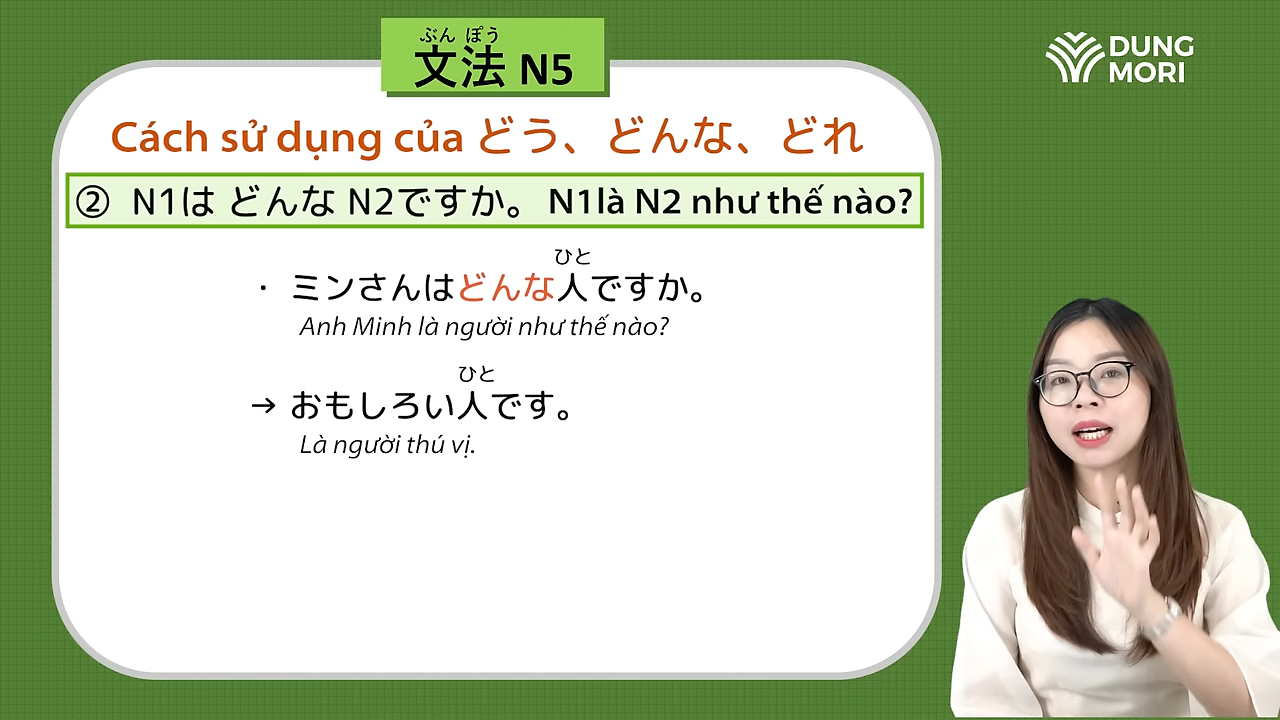 ぶん ぽう
文法 N5
DUNG
MORI
Cách sử dụng của どう、どんな、どれ
② N1は どんな N2ですか。 N1là N2 như thế nào?
ひと
· ミンさんはどんな人ですか。
Anh Minh là người như thế nào?
ひと
→ おもしろい人です。
Là người thú vị.